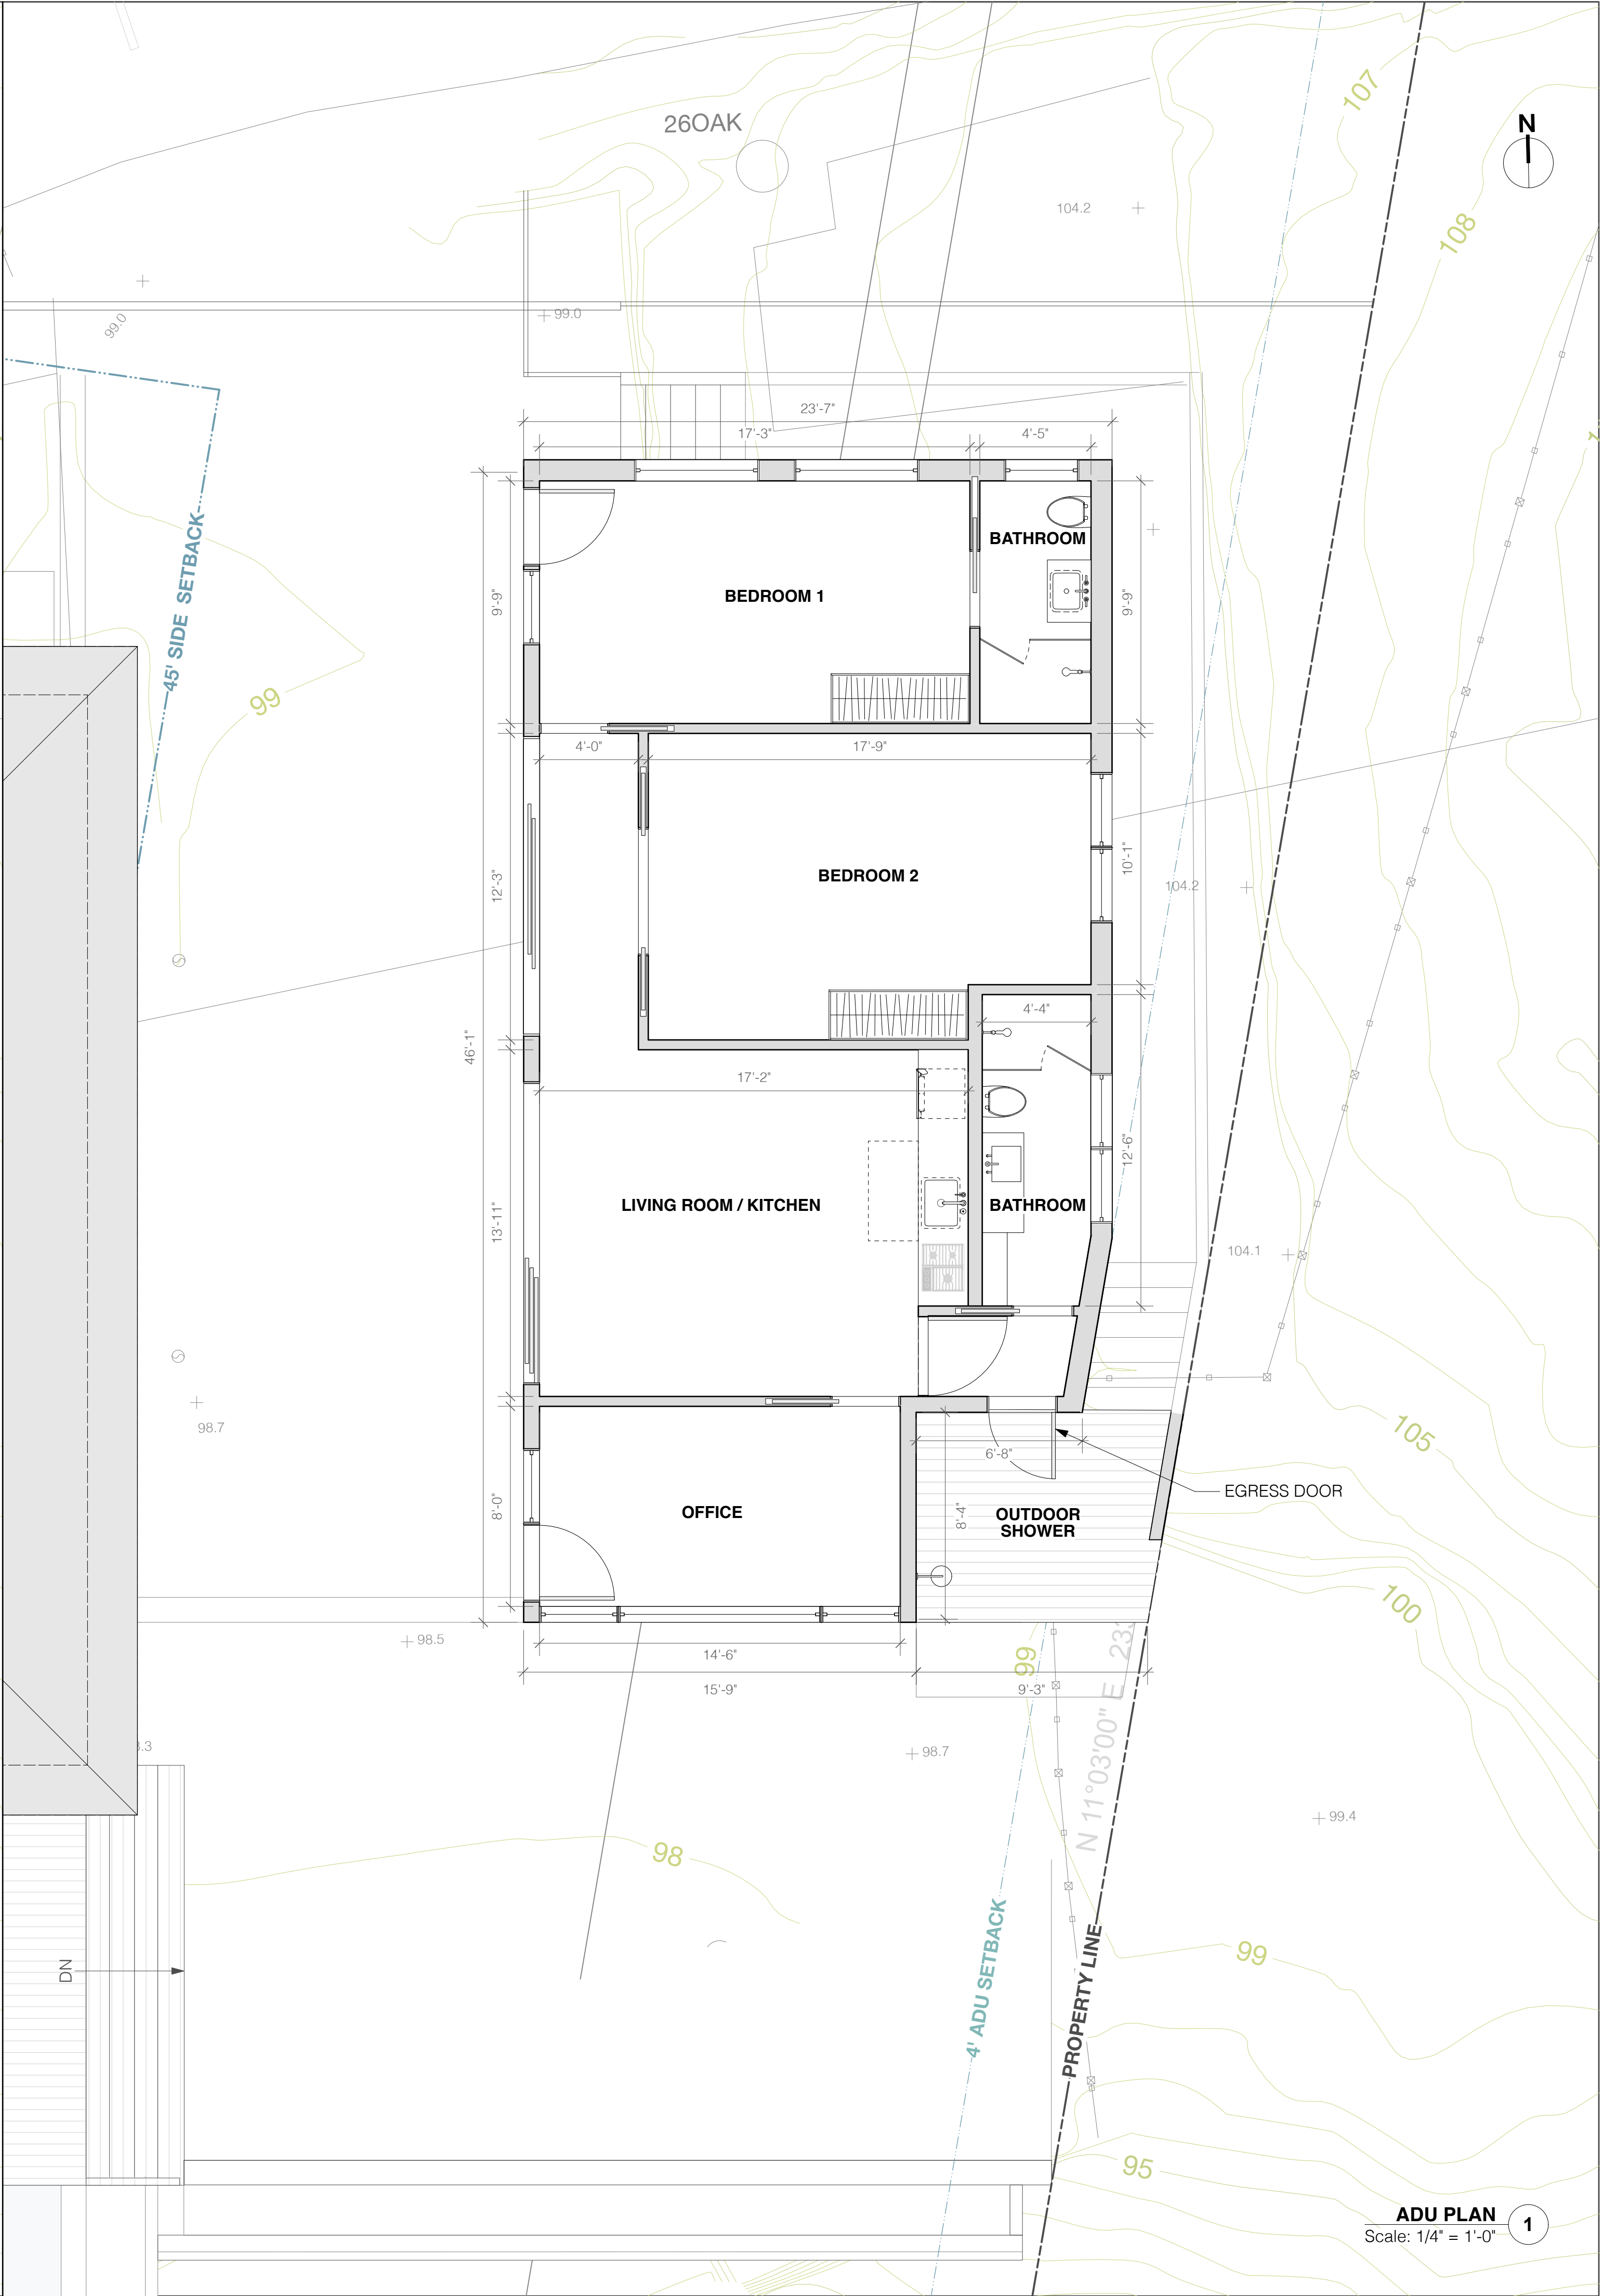 107
26OAK
N
104.2
108
99.0
99.0
23'-7"
17'-3"
4'-5"
45' SIDE SETBACK
BATHROOM
BEDROOM 1
9'-9"
9'-9"
99
4'-0"
17'-9"
BEDROOM 2
12'-3"
10'-1"
104.2
4'-4"
46'-1"
17'-2"
12'-6"
LIVING ROOM / KITCHEN
BATHROOM
13'-11"
104.1
98.7
105
6'-8"
EGRESS DOOR
8'-0"
OFFICE
8'-4"
OUTDOOR
SHOWER
100
98.5
14'-6"
99
15'-9"
9'-3"
N 11°03'00" E
98.7
99.4
98
4' ADU SETBACK
PROPERTY LINE
99
DN
95
ADU PLAN
Scale: 1/4" = 1'-0"
1